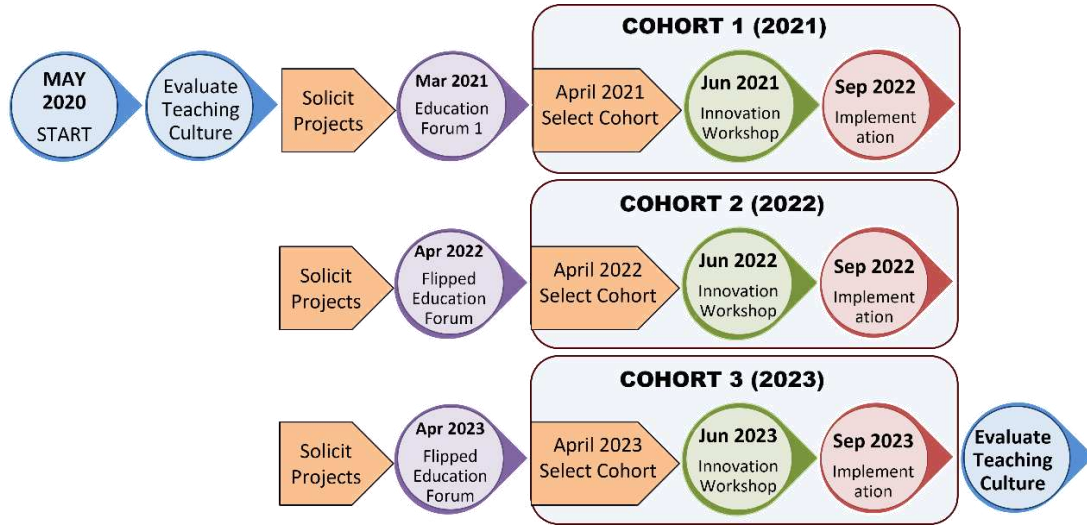 COHORT 1 (2021)
MAY
2020
START
Evaluate
Teaching
Culture
Solicit
Projects
Mar 2021
Education
Forum 1
April 2021
Select Cohort
Jun 2021
Innovation
Workshop
Sep 2022
Implement
ation
COHORT 2 (2022)
Solicit
Projects
Apr 2022
Flipped
Education
Forum
April 2022
Select Cohort
Jun 2022
Innovation
Workshop
Sep 2022
Implement
ation
COHORT 3 (2023)
Solicit
Projects
Apr 2023
Flipped
Education
Forum
April 2023
Select Cohort
Jun 2023
Innovation
Workshop
Sep 2023
Implement
ation
Evaluate
Teaching
Culture